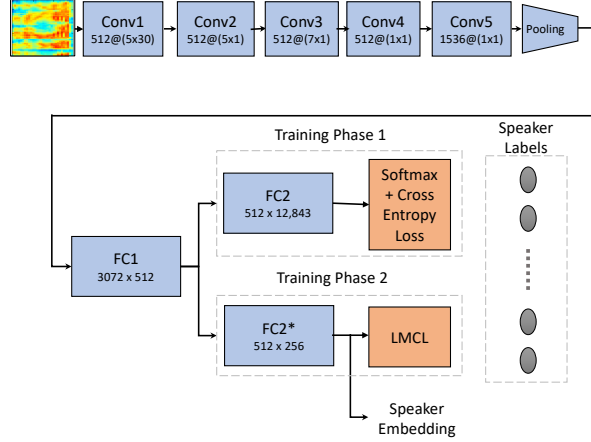 Conv1
512@(5x30)
Conv2
512@(5x1)
Conv3
512@(7x1)
Conv4
512@(1x1)
Conv5
1536@(1x1)
Pooling
Training Phase 1
Speaker
Labels
FC2
512 x 12,843
Softmax
+ Cross
Entropy
Loss
FC1
3072 x 512
Training Phase 2
FC2*
512 x 256
LMCL
Speaker
Embedding